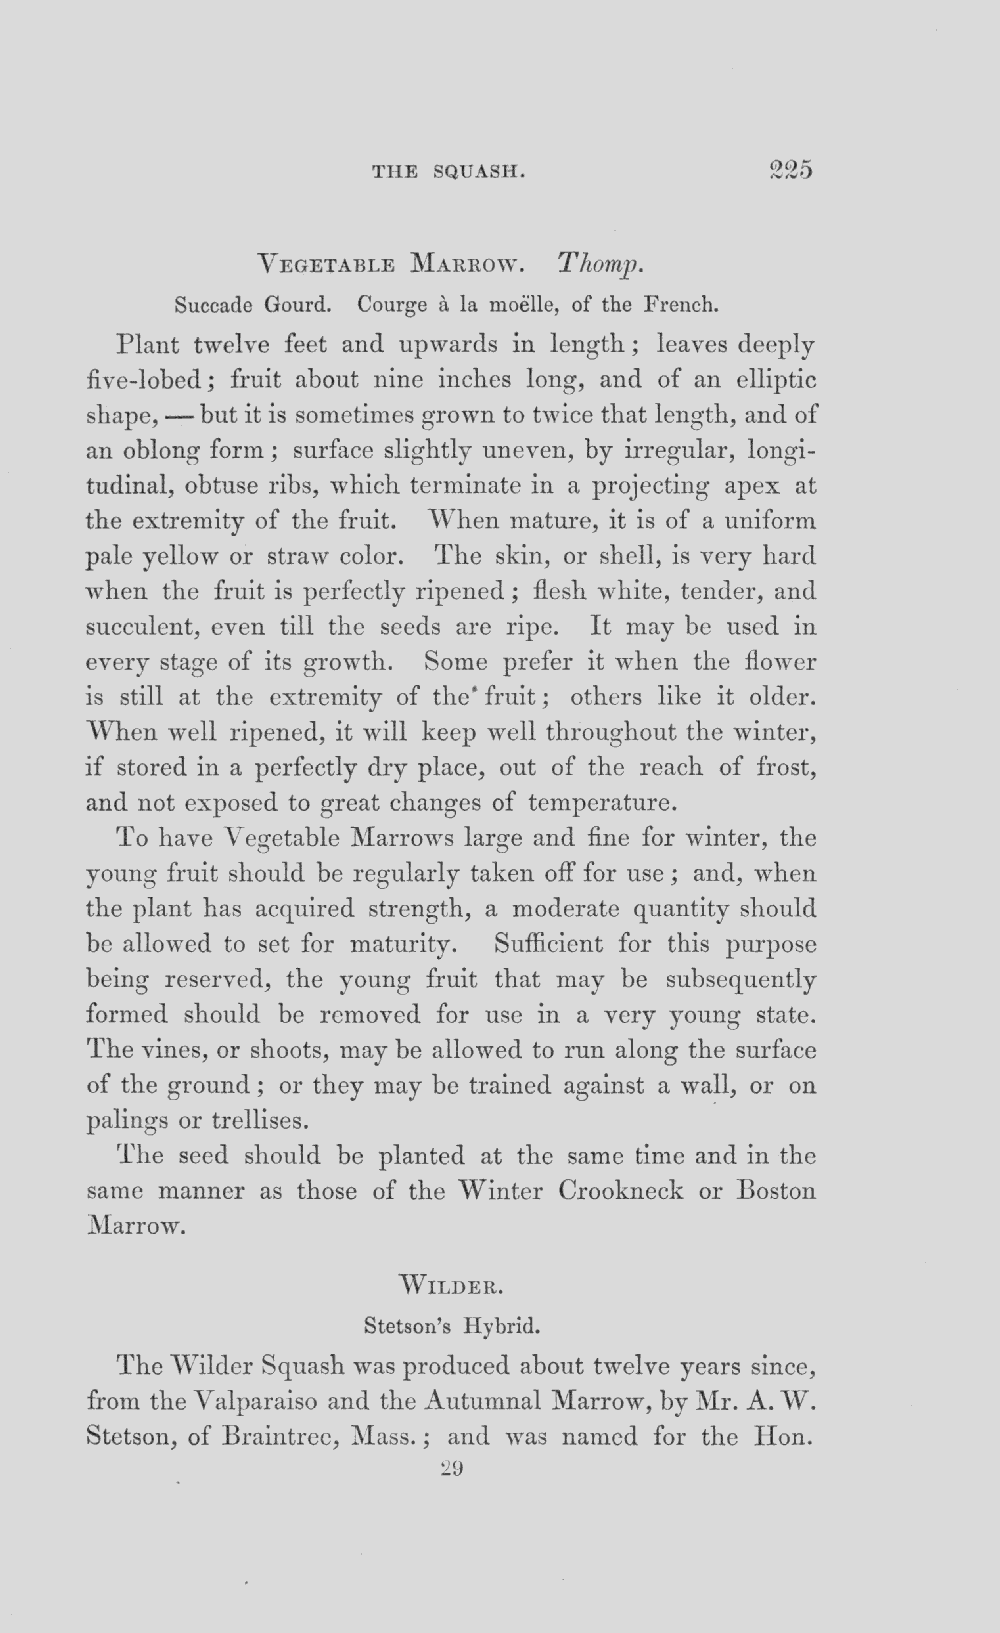 THE SQUASH. 225
VEGETABLE MARROW. Thomp.
Succade Gourd. Courge à la moëlle, of the French.
Plant twelve feet and upwards in length; leaves deeply
five-lobed; fruit about nine inches long, and of an elliptic
shape, — but it is sometimes grown to twice that length, and of
an oblong form; surface slightly uneven, by irregular, longi-
tudinal, obtuse ribs, which terminate in a projecting apex at
the extremity of the fruit. When mature, it is of a uniform
pale yellow or straw color. The skin, or shell, is very hard
when the fruit is perfectly ripened; flesh white, tender, and
succulent, even till the seeds are ripe. It may be used in
every stage of its growth. Some prefer it when the flower
is still at the extremity of the fruit; others like it older.
When well ripened, it will keep well throughout the winter,
if stored in a perfectly dry place, out of the reach of frost,
and not exposed to great changes of temperature.
To have Vegetable Marrows large and fine for winter, the
young fruit should be regularly taken off for use; and, when
the plant has acquired strength, a moderate quantity should
be allowed to set for maturity. Sufficient for this purpose
being reserved, the young fruit that may be subsequently
formed should be removed for use in a very young state.
The vines, or shoots, may be allowed to run along the surface
of the ground; or they may be trained against a wall, or on
palings or trellises.
The seed should be planted at the same time and in the
same manner as those of the Winter Crookneck or Boston
Marrow.
WILDER.
Stetson's Hybrid.
The Wilder Squash was produced about twelve years since,
from the Valparaiso and the Autumnal Marrow, by Mr. A. W.
Stetson, of Braintree, Mass.; and was named for the Hon.
29